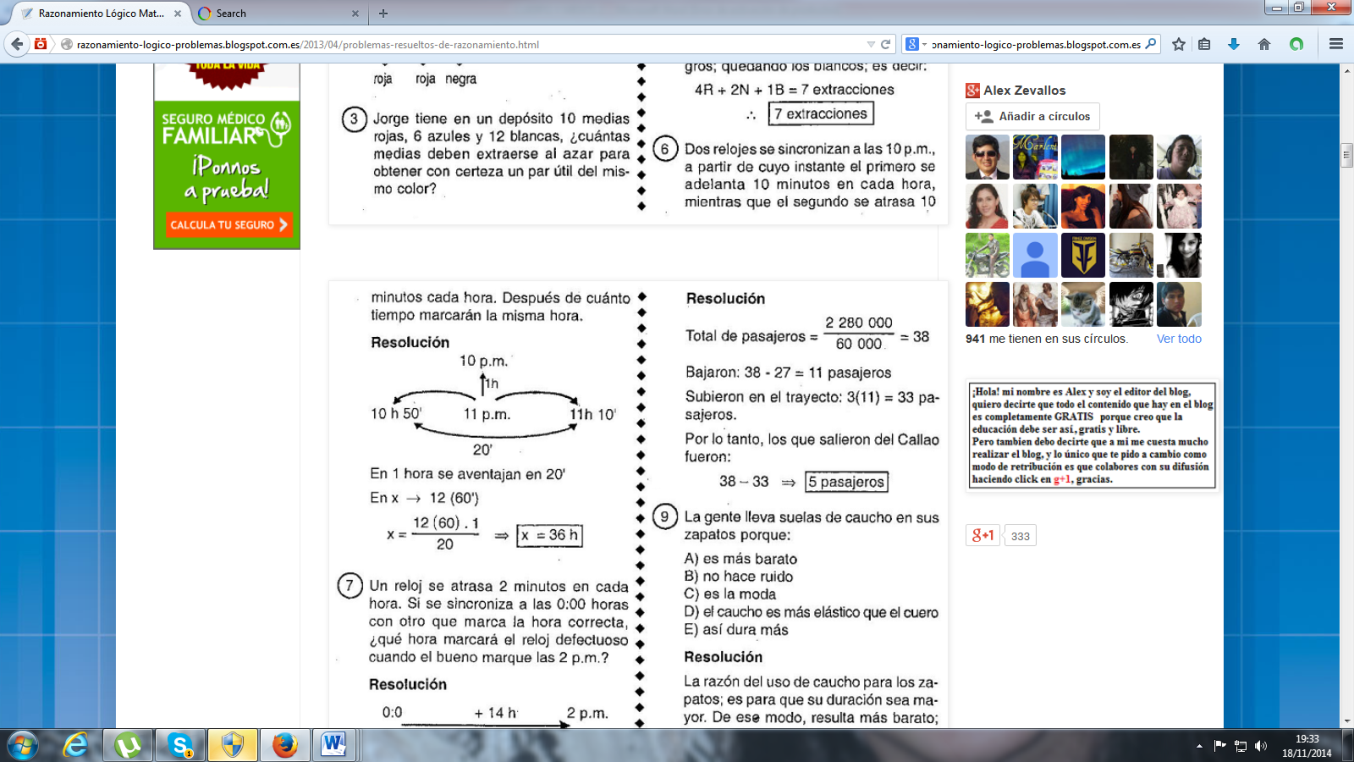 Razonamiento Lógico Mat...
Search
razonamiento-logico-problemas.blogspot.com.es/2013/04/problemas-resueltos-de-razonamiento.html
onamiento-logico-problemas.blogspot.com.es
TODA LA VIDA
SEGURO MÉDICO
FAMILIAR
¡Ponnos
a prueba!
CALCULA TU SEGURO
roja roja negra
3 Jorge tiene en un depósito 10 medias
rojas, 6 azules y 12 blancas, ¿cuántas
medias deben extraerse al azar para
obtener con certeza un par útil del mis-
mo color?
gros; quedando los blancos; es decir:
4R + 2N + 1B = 7 extracciones
∴ 7 extracciones
6 Dos relojes se sincronizan a las 10 p.m.,
a partir de cuyo instante el primero se
adelanta 10 minutos en cada hora,
mientras que el segundo se atrasa 10
minutos cada hora. Después de cuánto
tiempo marcarán la misma hora.
Resolución
10 p.m.
1h
10 h 50' 11 p.m. 11h 10'
20'
En 1 hora se aventajan en 20'
En x → 12 (60')
x = 12 (60) . 1 / 20 ⇒ x = 36 h
7 Un reloj se atrasa 2 minutos en cada
hora. Si se sincroniza a las 0:00 horas
con otro que marca la hora correcta,
¿qué hora marcará el reloj defectuoso
cuando el bueno marque las 2 p.m.?
Resolución
0:0 + 14 h 2 p.m.
Resolución
Total de pasajeros = 2 280 000 / 60 000 = 38
Bajaron: 38 - 27 = 11 pasajeros
Subieron en el trayecto: 3(11) = 33 pa-
sajeros.
Por lo tanto, los que salieron del Callao
fueron:
38 – 33 ⇒ 5 pasajeros
9 La gente lleva suelas de caucho en sus
zapatos porque:
A) es más barato
B) no hace ruido
C) es la moda
D) el caucho es más elástico que el cuero
E) así dura más
Resolución
La razón del uso de caucho para los za-
patos; es para que su duración sea ma-
yor. De ese modo, resulta más barato;
Alex Zevallos
Añadir a círculos
Marlene
941 me tienen en sus círculos. Ver todo
¡Hola! mi nombre es Alex y soy el editor del blog,
quiero decirte que todo el contenido que hay en el blog
es completamente GRATIS porque creo que la
educación debe ser así, gratis y libre.
Pero tambien debo decirte que a mi me cuesta mucho
realizar el blog, y lo único que te pido a cambio como
modo de retribución es que colabores con su difusión
haciendo click en g+1, gracias.
g+1 333
19:33
18/11/2014